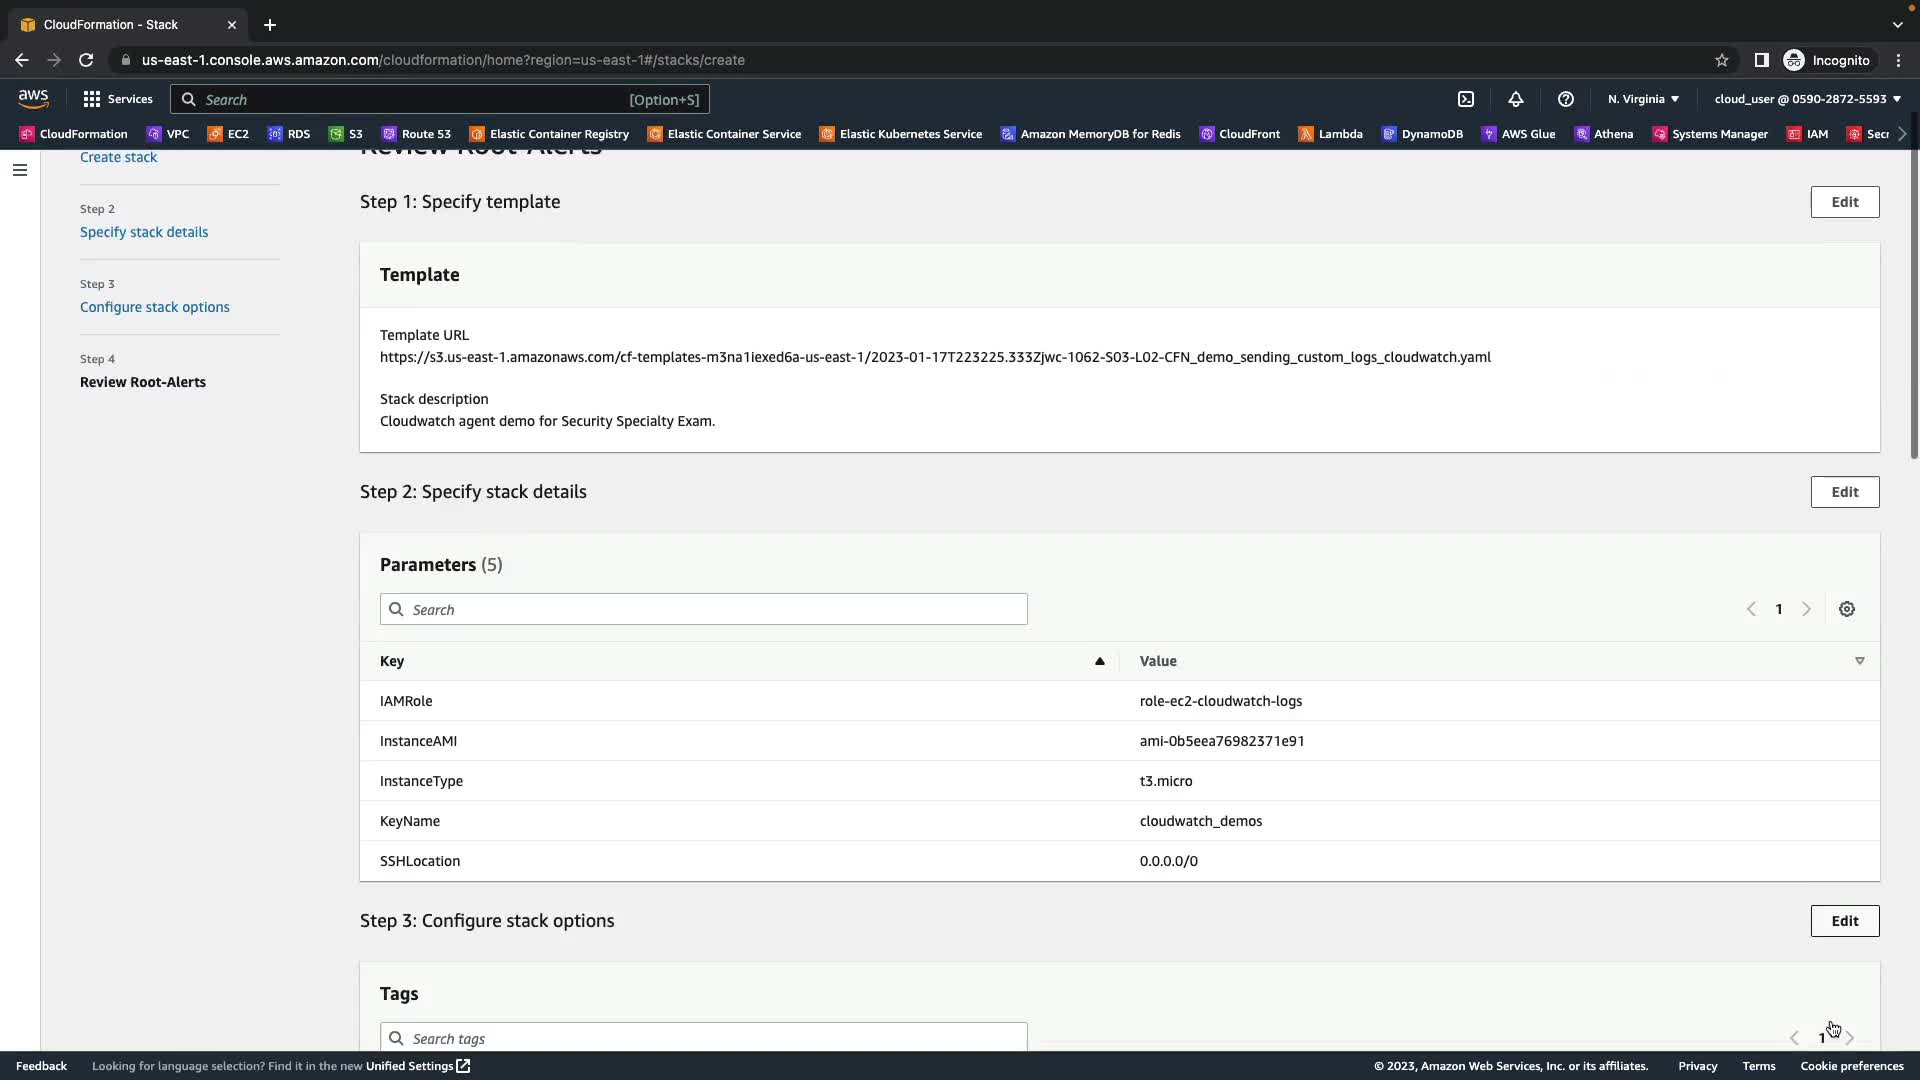 CloudFormation - Stack
us-east-1.console.aws.amazon.com/cloudformation/home?region=us-east-1#/stacks/create
Incognito
aws
Services
Search
[Option+S]
N. Virginia
cloud_user @ 0590-2872-5593
CloudFormation
VPC
EC2
RDS
S3
Route 53
Elastic Container Registry
Elastic Container Service
Elastic Kubernetes Service
Amazon MemoryDB for Redis
CloudFront
Lambda
DynamoDB
AWS Glue
Athena
Systems Manager
IAM
Secr
Create stack
Step 2
Specify stack details
Step 3
Configure stack options
Step 4
Review Root-Alerts
Review Root-Alerts
Step 1: Specify template
Edit
Template
Template URL
https://s3.us-east-1.amazonaws.com/cf-templates-m3na1iexed6a-us-east-1/2023-01-17T223225.333Zjwc-1062-S03-L02-CFN_demo_sending_custom_logs_cloudwatch.yaml
Stack description
Cloudwatch agent demo for Security Specialty Exam.
Step 2: Specify stack details
Edit
Parameters (5)
Search
1
Key
Value
IAMRole
role-ec2-cloudwatch-logs
InstanceAMI
ami-0b5eea76982371e91
InstanceType
t3.micro
KeyName
cloudwatch_demos
SSHLocation
0.0.0.0/0
Step 3: Configure stack options
Edit
Tags
Search tags
1
Feedback
Looking for language selection? Find it in the new Unified Settings
© 2023, Amazon Web Services, Inc. or its affiliates.
Privacy
Terms
Cookie preferences